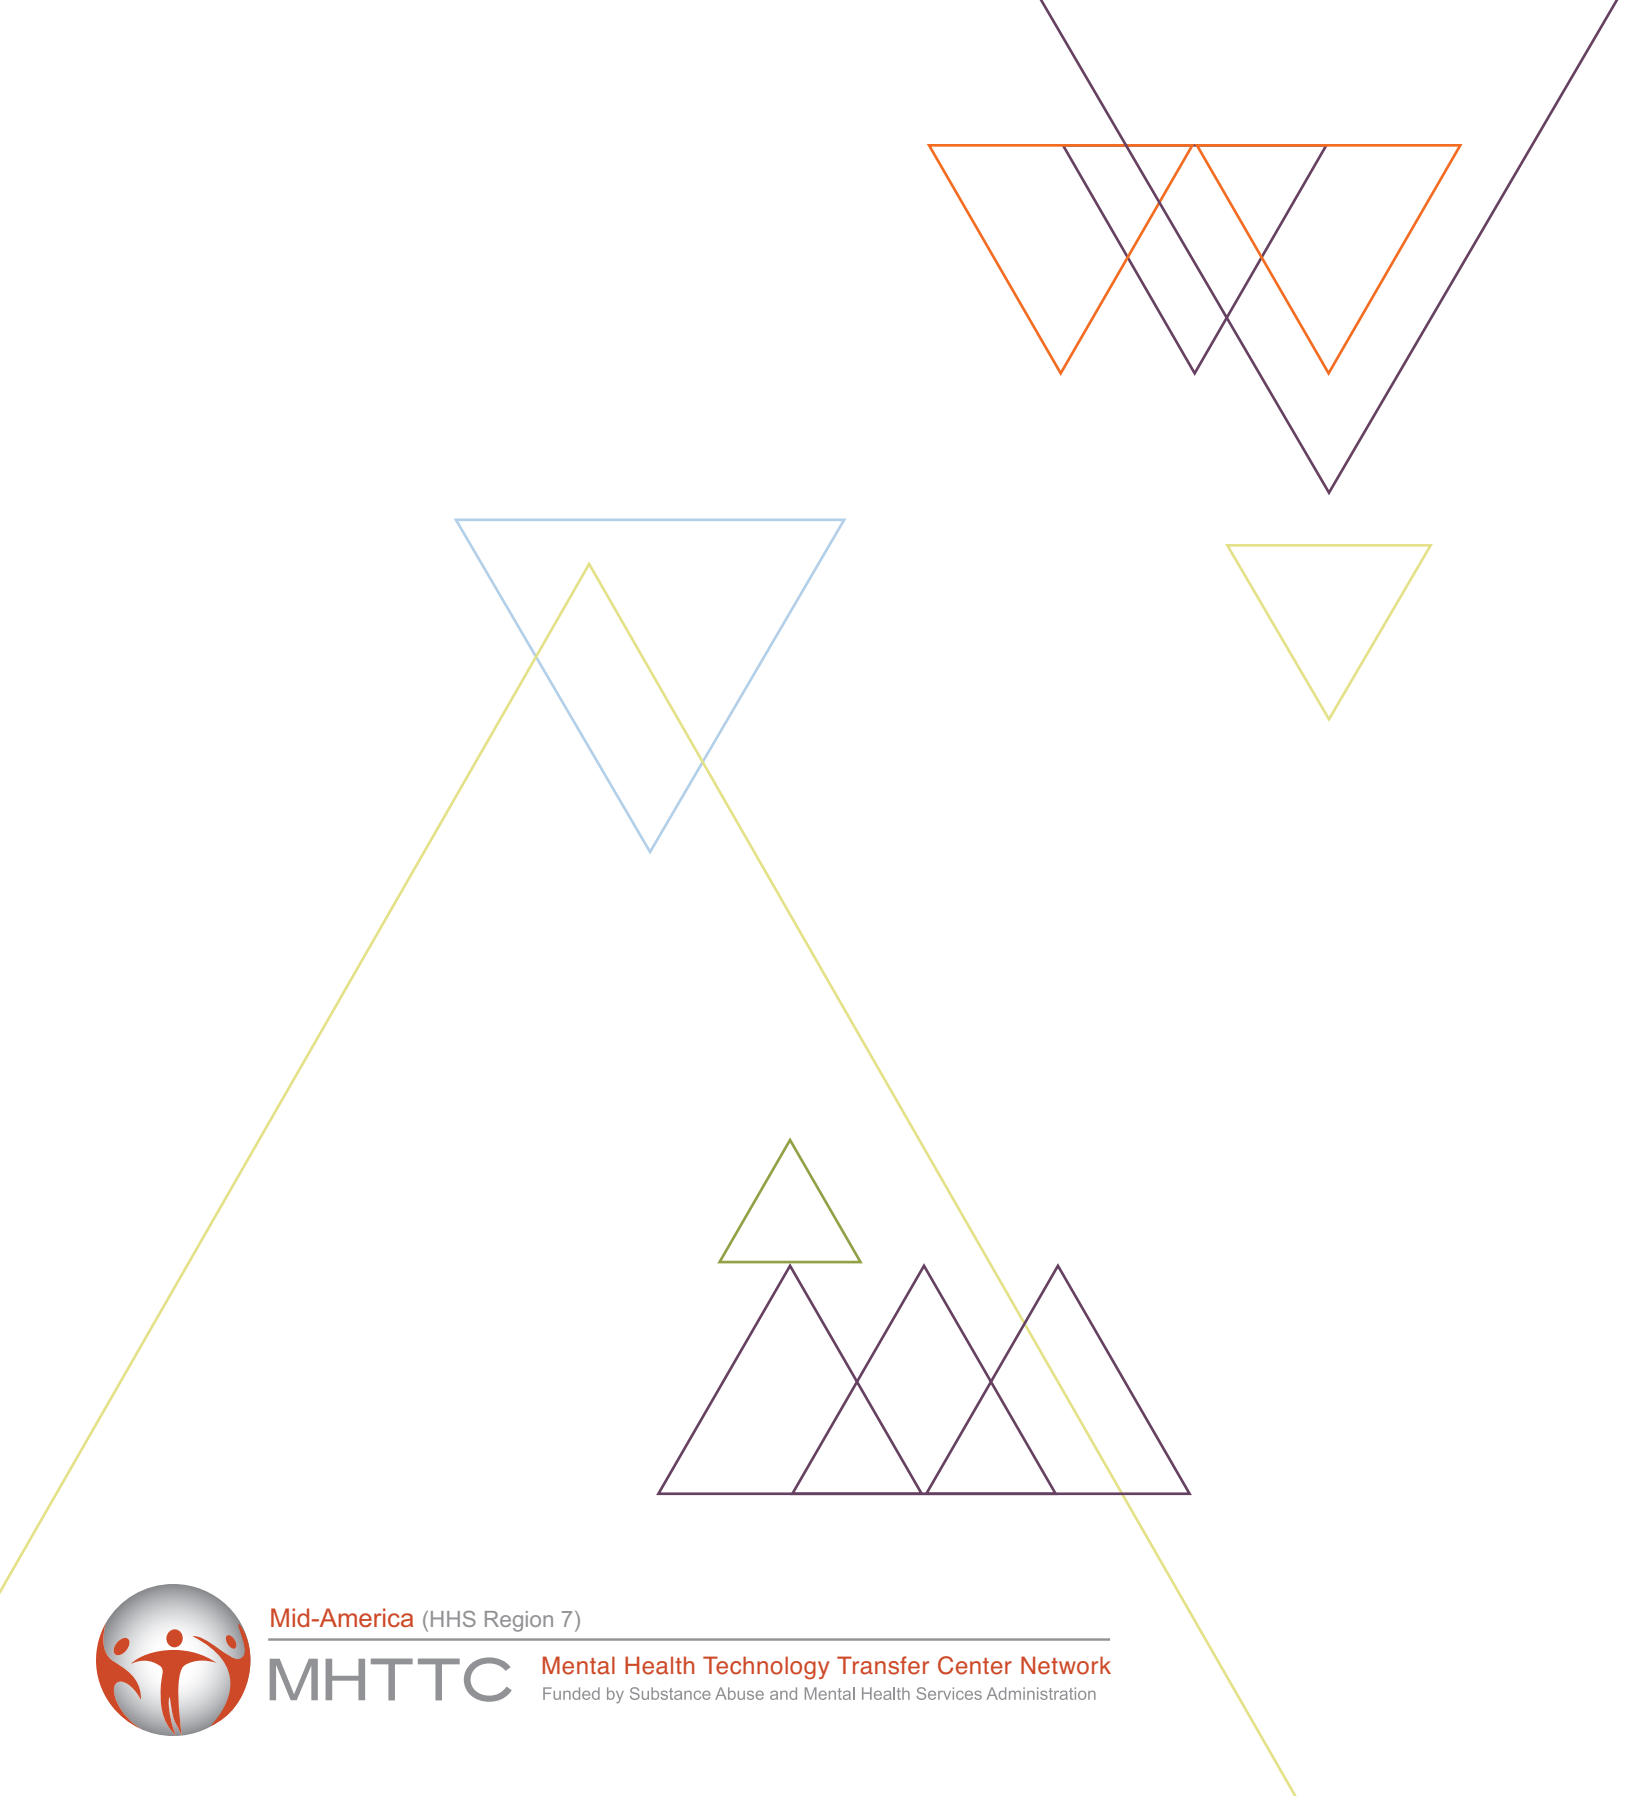 Mid-America (HHS Region 7)
MHTTC
Mental Health Technology Transfer Center Network
Funded by Substance Abuse and Mental Health Services Administration